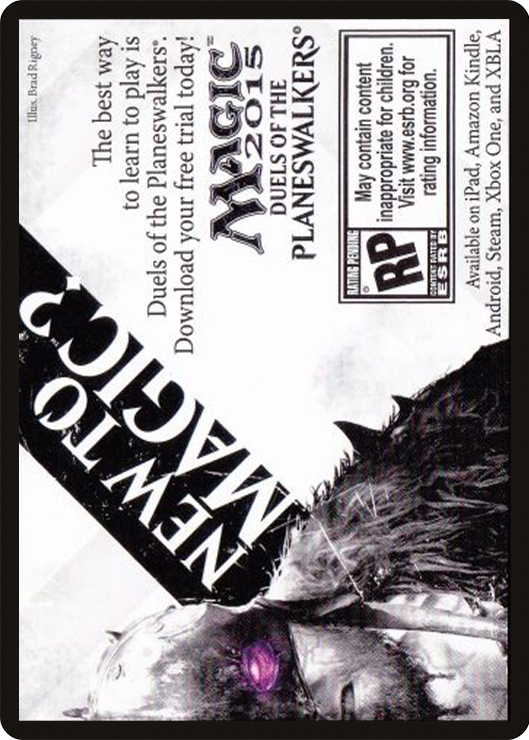 NEW TO
MAGIC?™
Illus. Brad Rigney
The best way
to learn to play is
Duels of the Planeswalkers®.
Download your free trial today!
MAGIC™
2015
DUELS OF THE
PLANESWALKERS®
RATING PENDING
RP
®
CONTENT RATED BY
ESRB
May contain content
inappropriate for children.
Visit www.esrb.org for
rating information.
Available on iPad, Amazon Kindle,
Android, Steam, Xbox One, and XBLA